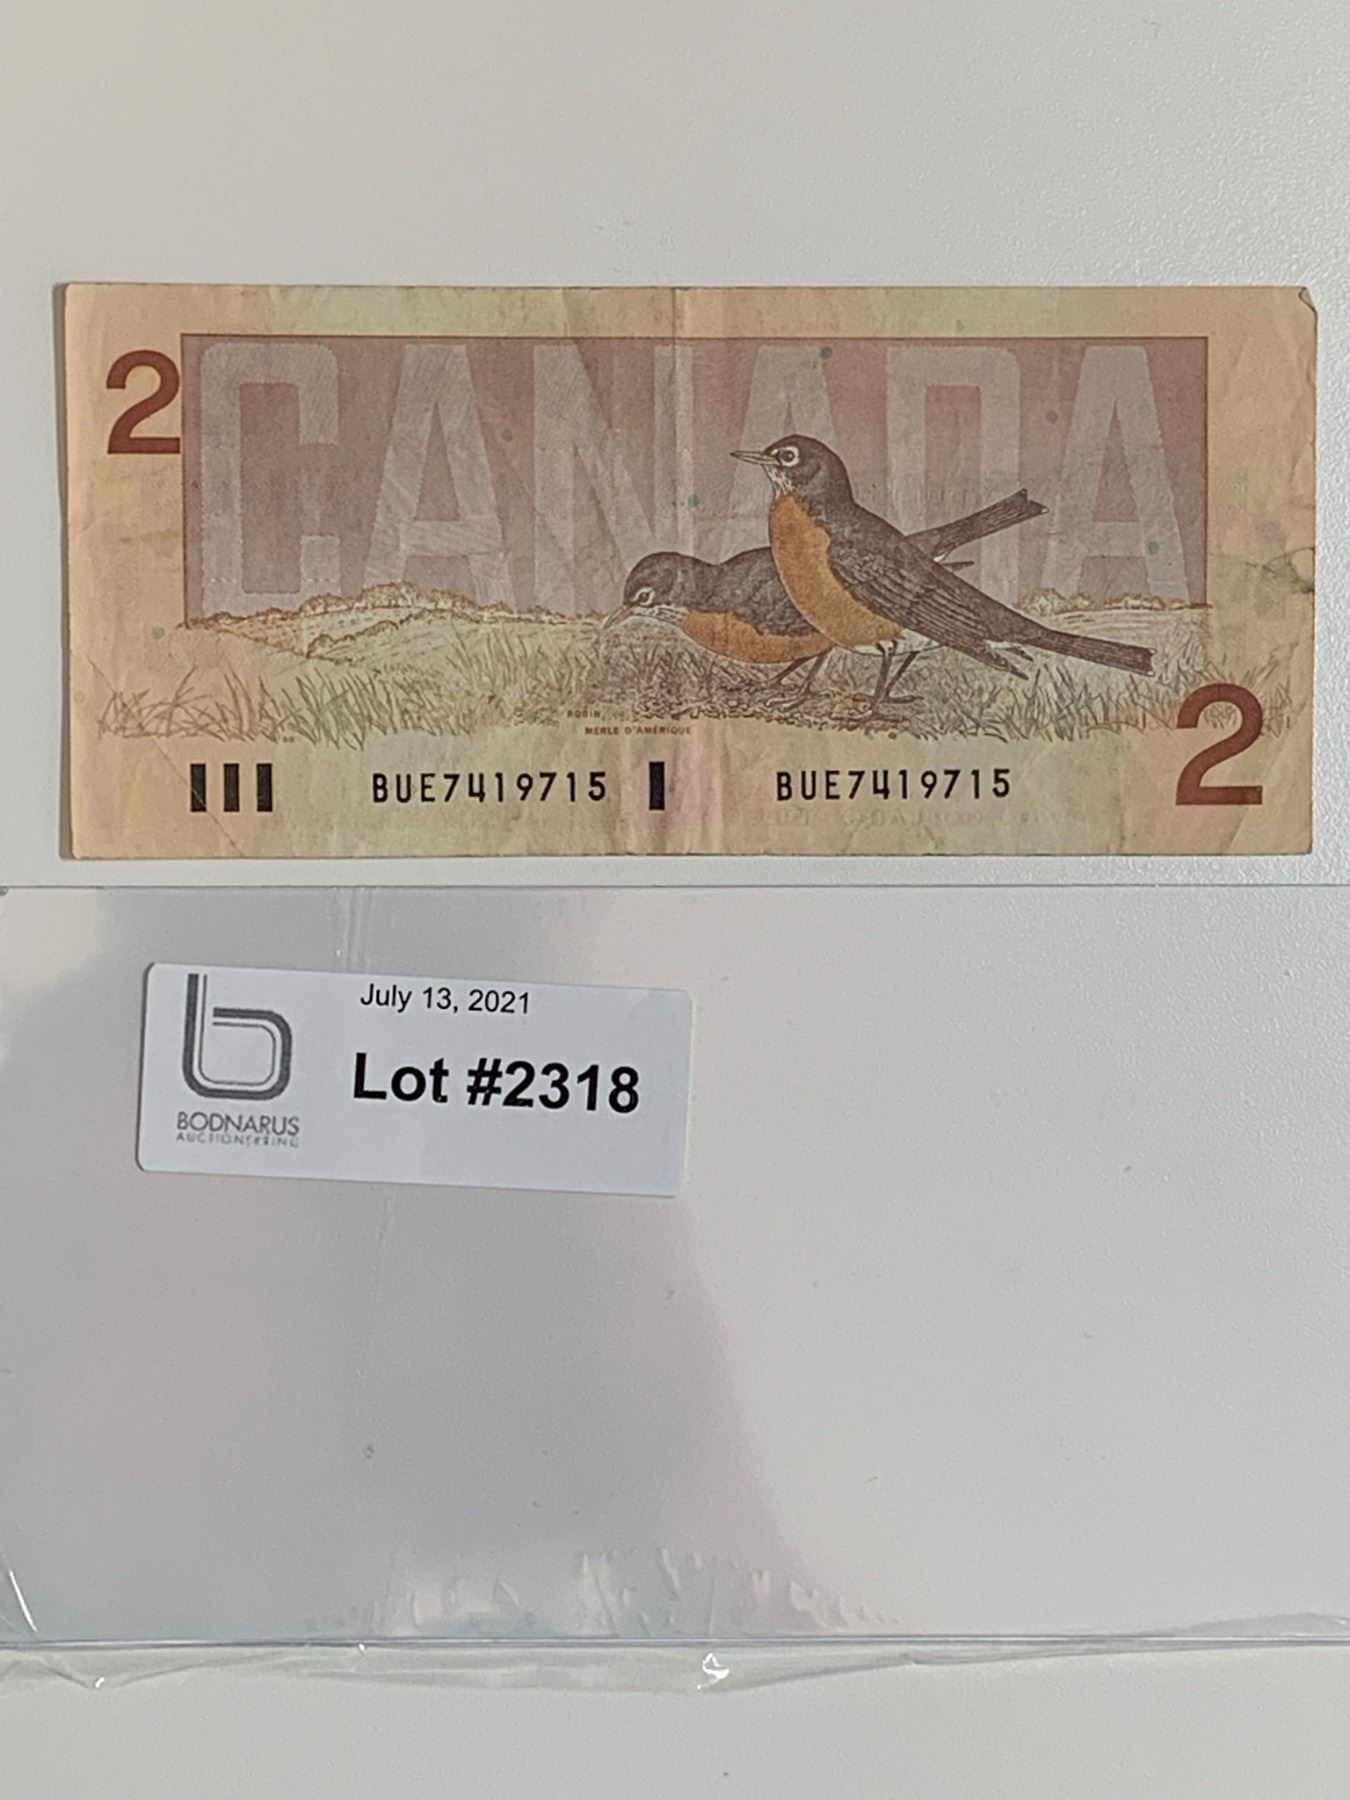 CANADA
2
ROBIN,
MERLE D'AMÉRIQUE
BUE7419715 BUE7419715
2
July 13, 2021
Lot #2318
b
BODNARUS
AUCTIONEERING